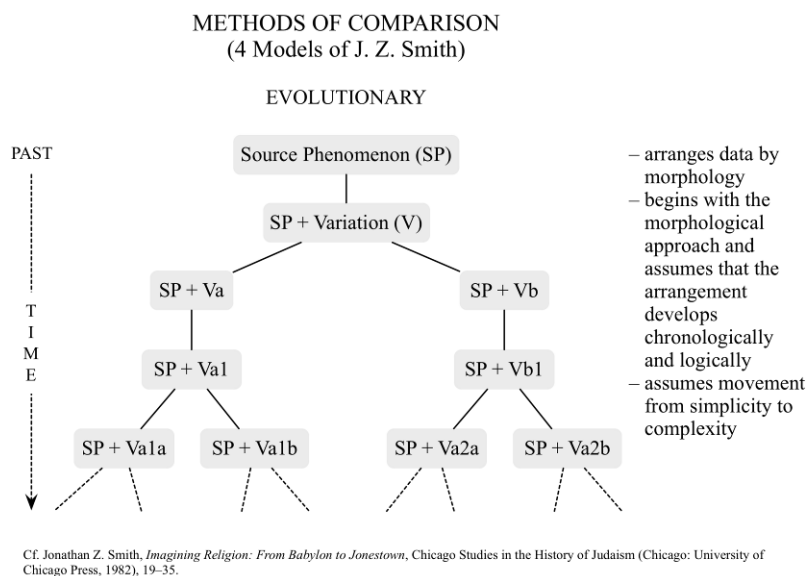 METHODS OF COMPARISON
(4 Models of J. Z. Smith)
EVOLUTIONARY
PAST
Source Phenomenon (SP)
SP + Variation (V)
SP + Va
SP + Vb
T
I
M
E
SP + Va1
SP + Vb1
SP + Va1a
SP + Va1b
SP + Va2a
SP + Va2b
– arranges data by
morphology
– begins with the
morphological
approach and
assumes that the
arrangement
develops
chronologically
and logically
– assumes movement
from simplicity to
complexity
Cf. Jonathan Z. Smith, Imagining Religion: From Babylon to Jonestown, Chicago Studies in the History of Judaism (Chicago: University of
Chicago Press, 1982), 19–35.